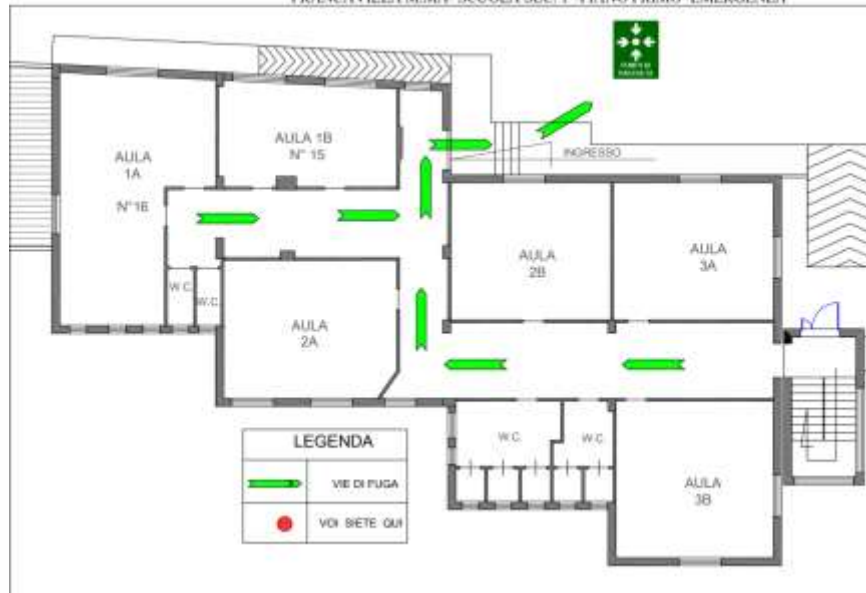 AULA
1A
N°16
AULA 1B
N° 15
INGRESSO
AULA
2B
AULA
3A
W.C.
W.C.
AULA
2A
W.C.
W.C.
AULA
3B
LEGENDA
VIE DI FUGA
VOI SIETE QUI